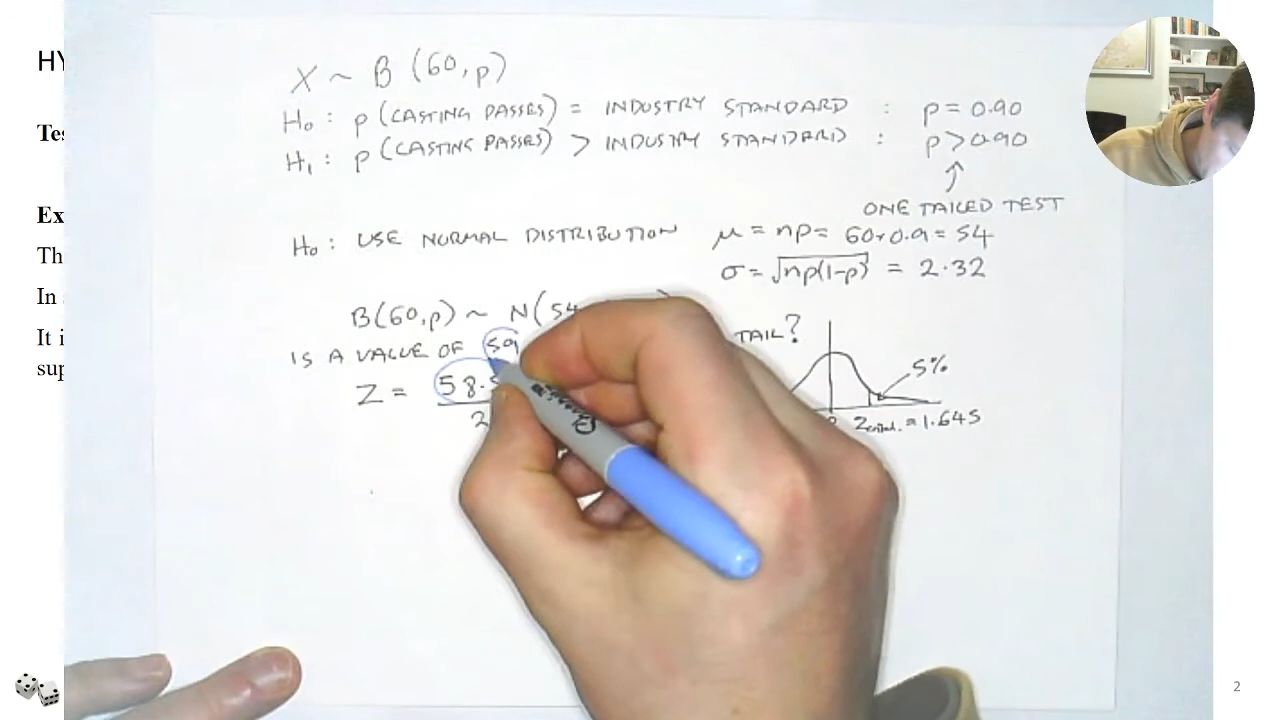 HY
Tes
X ~ B (60, p)
H₀ : p (CASTING PASSES) = INDUSTRY STANDARD : p = 0.90
H₁ : p (CASTING PASSES) > INDUSTRY STANDARD : p > 0.90
ONE TAILED TEST
Ex
Th
In
It i
sup
H₀ : USE NORMAL DISTRIBUTION
μ = np = 60 × 0.9 = 54
σ = √np(1-p) = 2.32
B(60, p) ~ N(54
IS A VALUE OF 59
TAIL?
Z = 58.5
2
5%
Zcritical. = 1.645
2